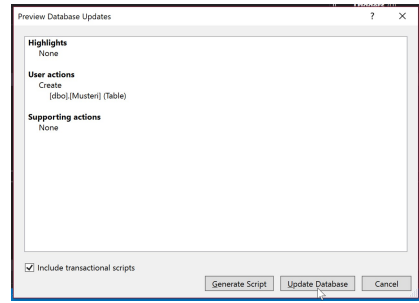 Preview Database Updates
Highlights
None
User actions
Create
[dbo].[Musteri] (Table)
Supporting actions
None
Include transactional scripts
Generate Script
Update Database
Cancel